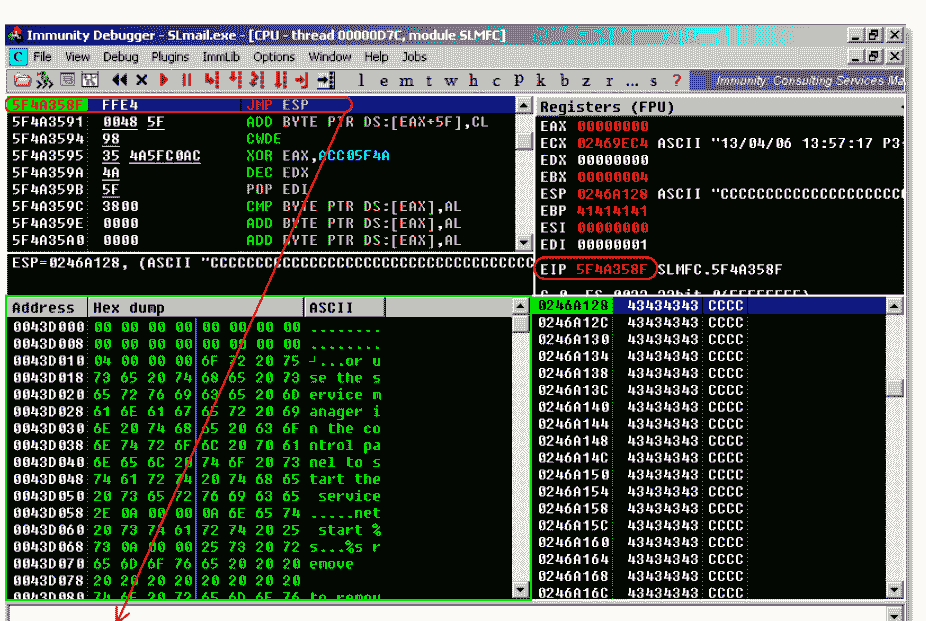 Immunity Debugger - SLmail.exe - [CPU - thread 00000D7C, module SLMFC]
C File View Debug Plugins ImmLib Options Window Help Jobs
l e m t w h c P k b z r ... s ? Immunity Consulting Services Ma
5F4A358F FFE4 JMP ESP
5F4A3591 0048 5F ADD BYTE PTR DS:[EAX+5F],CL
5F4A3594 98 CWDE
5F4A3595 35 4A5FC0AC XOR EAX,ACC05F4A
5F4A359A 4A DEC EDX
5F4A359B 5F POP EDI
5F4A359C 3800 CMP BYTE PTR DS:[EAX],AL
5F4A359E 0000 ADD BYTE PTR DS:[EAX],AL
5F4A35A0 0000 ADD BYTE PTR DS:[EAX],AL
ESP=0246A128, (ASCII "CCCCCCCCCCCCCCCCCCCCCCCCCCCCCCCCCCCC
Registers (FPU)
EAX 00000000
ECX 02469EC4 ASCII "13/04/06 13:57:17 P3-
EDX 00000000
EBX 00000004
ESP 0246A128 ASCII "CCCCCCCCCCCCCCCCCCCC
EBP 41414141
ESI 00000000
EDI 00000001
EIP 5F4A358F SLMFC.5F4A358F
Address Hex dump ASCII
0043D000 00 00 00 00 00 00 00 00 ........
0043D008 00 00 00 00 00 00 00 00 ........
0043D010 04 00 00 00 6F 72 20 75 ┘...or u
0043D018 73 65 20 74 68 65 20 73 se the s
0043D020 65 72 76 69 63 65 20 6D ervice m
0043D028 61 6E 61 67 65 72 20 69 anager i
0043D030 6E 20 74 68 65 20 63 6F n the co
0043D038 6E 74 72 6F 6C 20 70 61 ntrol pa
0043D040 6E 65 6C 20 74 6F 20 73 nel to s
0043D048 74 61 72 74 20 74 68 65 tart the
0043D050 20 73 65 72 76 69 63 65 service
0043D058 2E 0A 00 00 0A 6E 65 74 .....net
0043D060 20 73 74 61 72 74 20 25 start %
0043D068 73 0A 00 00 25 73 20 72 s...%s r
0043D070 65 6D 6F 76 65 20 20 20 emove
0043D078 20 20 20 20 20 20 20 20
0043D080 74 6F 20 72 65 6D 6F 76 to remov
0246A128 43434343 CCCC
0246A12C 43434343 CCCC
0246A130 43434343 CCCC
0246A134 43434343 CCCC
0246A138 43434343 CCCC
0246A13C 43434343 CCCC
0246A140 43434343 CCCC
0246A144 43434343 CCCC
0246A148 43434343 CCCC
0246A14C 43434343 CCCC
0246A150 43434343 CCCC
0246A154 43434343 CCCC
0246A158 43434343 CCCC
0246A15C 43434343 CCCC
0246A160 43434343 CCCC
0246A164 43434343 CCCC
0246A168 43434343 CCCC
0246A16C 43434343 CCCC